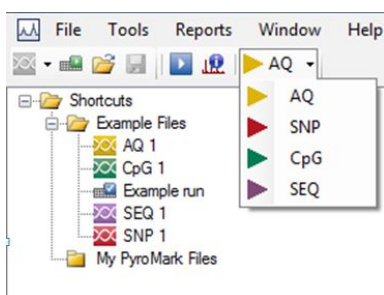 File Tools Reports Window Help
AQ
AQ
SNP
CpG
SEQ
Shortcuts
Example Files
AQ 1
CpG 1
Example run
SEQ 1
SNP 1
My PyroMark Files